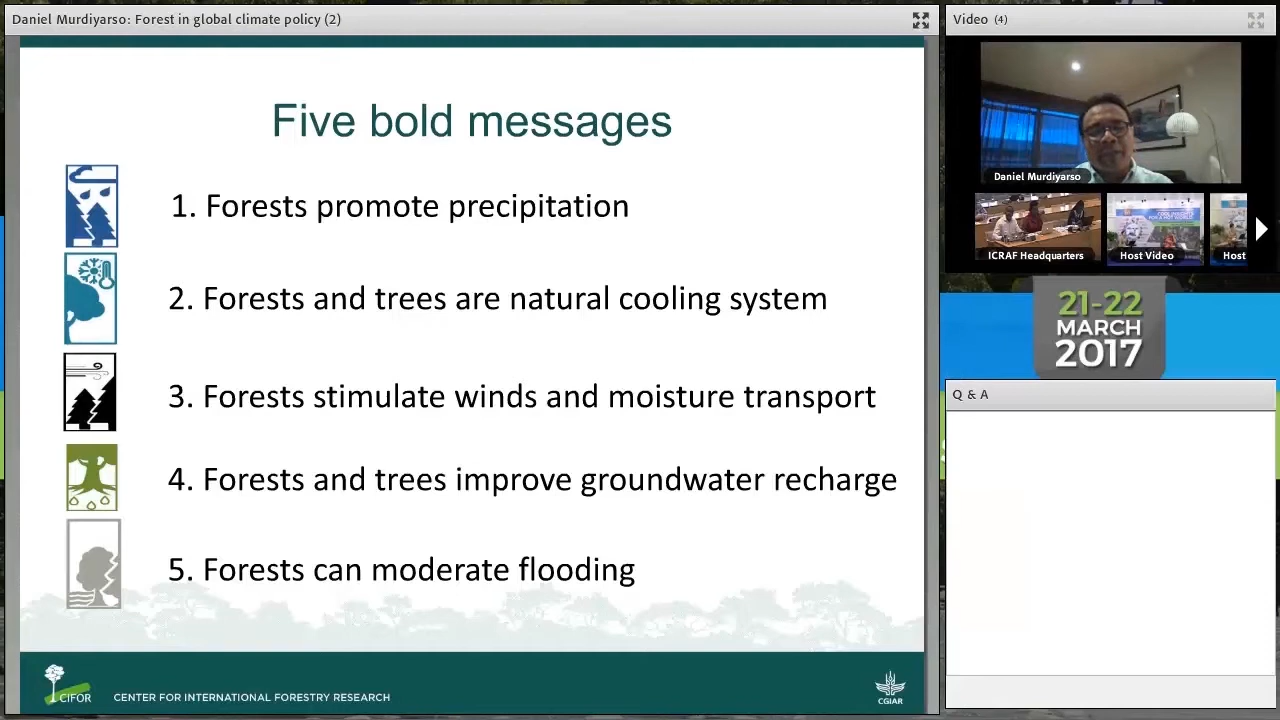 Daniel Murdiyarso: Forest in global climate policy (2)
Five bold messages
1. Forests promote precipitation
2. Forests and trees are natural cooling system
3. Forests stimulate winds and moisture transport
4. Forests and trees improve groundwater recharge
5. Forests can moderate flooding
CIFOR
CENTER FOR INTERNATIONAL FORESTRY RESEARCH
CGIAR
Video (4)
Daniel Murdiyarso
ICRAF Headquarters
Host Video
Host
21-22
MARCH
2017
Q & A